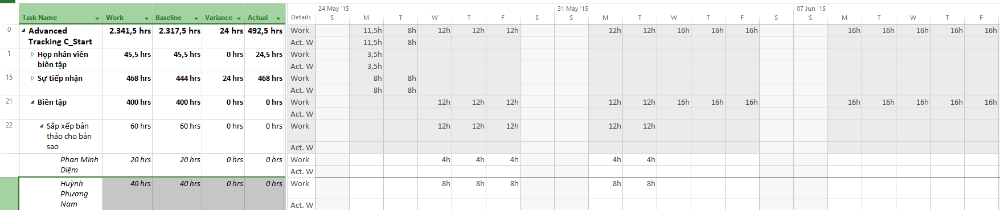 24 May '15 31 May '15 07 Jun '15
Task Name Work Baseline Variance Actual Details S M T W T F S S M T W T F S S M T W T F
0 Advanced 2.341,5 hrs 2.317,5 hrs 24 hrs 492,5 hrs Work 11,5h 8h 12h 12h 12h 12h 12h 16h 16h 16h 16h 16h 16h 16h 16h
Tracking C_Start Act. W 11,5h 8h
1 Họp nhân viên 45,5 hrs 45,5 hrs 0 hrs 24,5 hrs Work 3,5h
biên tập Act. W 3,5h
15 Sự tiếp nhận 468 hrs 444 hrs 24 hrs 468 hrs Work 8h 8h
Act. W 8h 8h
21 Biên tập 400 hrs 400 hrs 0 hrs 0 hrs Work 12h 12h 12h 12h 12h 16h 16h 16h 16h 16h 16h 16h 16h
Act. W
22 Sắp xếp bản 60 hrs 60 hrs 0 hrs 0 hrs Work 12h 12h 12h 12h 12h
thảo cho bản
sao Act. W
Phan Minh 20 hrs 20 hrs 0 hrs 0 hrs Work 4h 4h 4h 4h 4h
Diệm Act. W
Huỳnh 40 hrs 40 hrs 0 hrs 0 hrs Work 8h 8h 8h 8h 8h
Phương
Nam Act. W